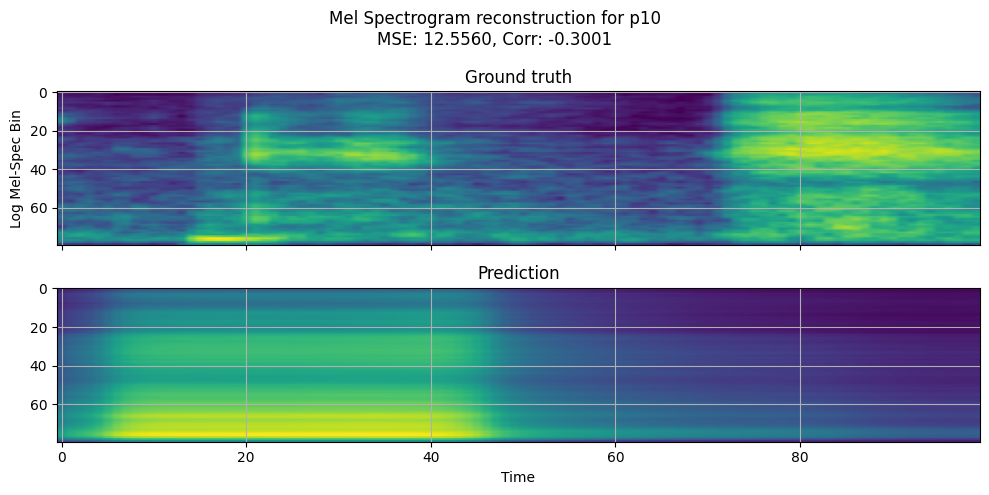 Mel Spectrogram reconstruction for p10
MSE: 12.5560, Corr: -0.3001
Ground truth
Log Mel-Spec Bin
0
20
40
60
Prediction
0
20
40
60
0 20 40 60 80
Time